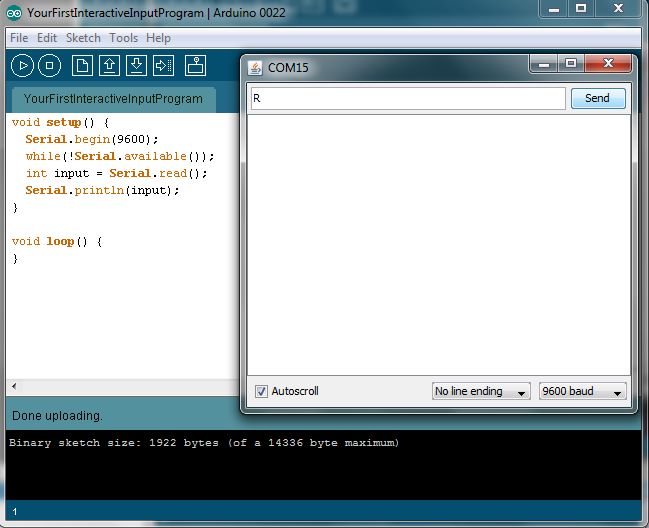 YourFirstInteractiveInputProgram | Arduino 0022
File Edit Sketch Tools Help
YourFirstInteractiveInputProgram
void setup() {
  Serial.begin(9600);
  while(!Serial.available());
  int input = Serial.read();
  Serial.println(input);
}
void loop() {
}
COM15
R
Send
Autoscroll
No line ending
9600 baud
Done uploading.
Binary sketch size: 1922 bytes (of a 14336 byte maximum)
1